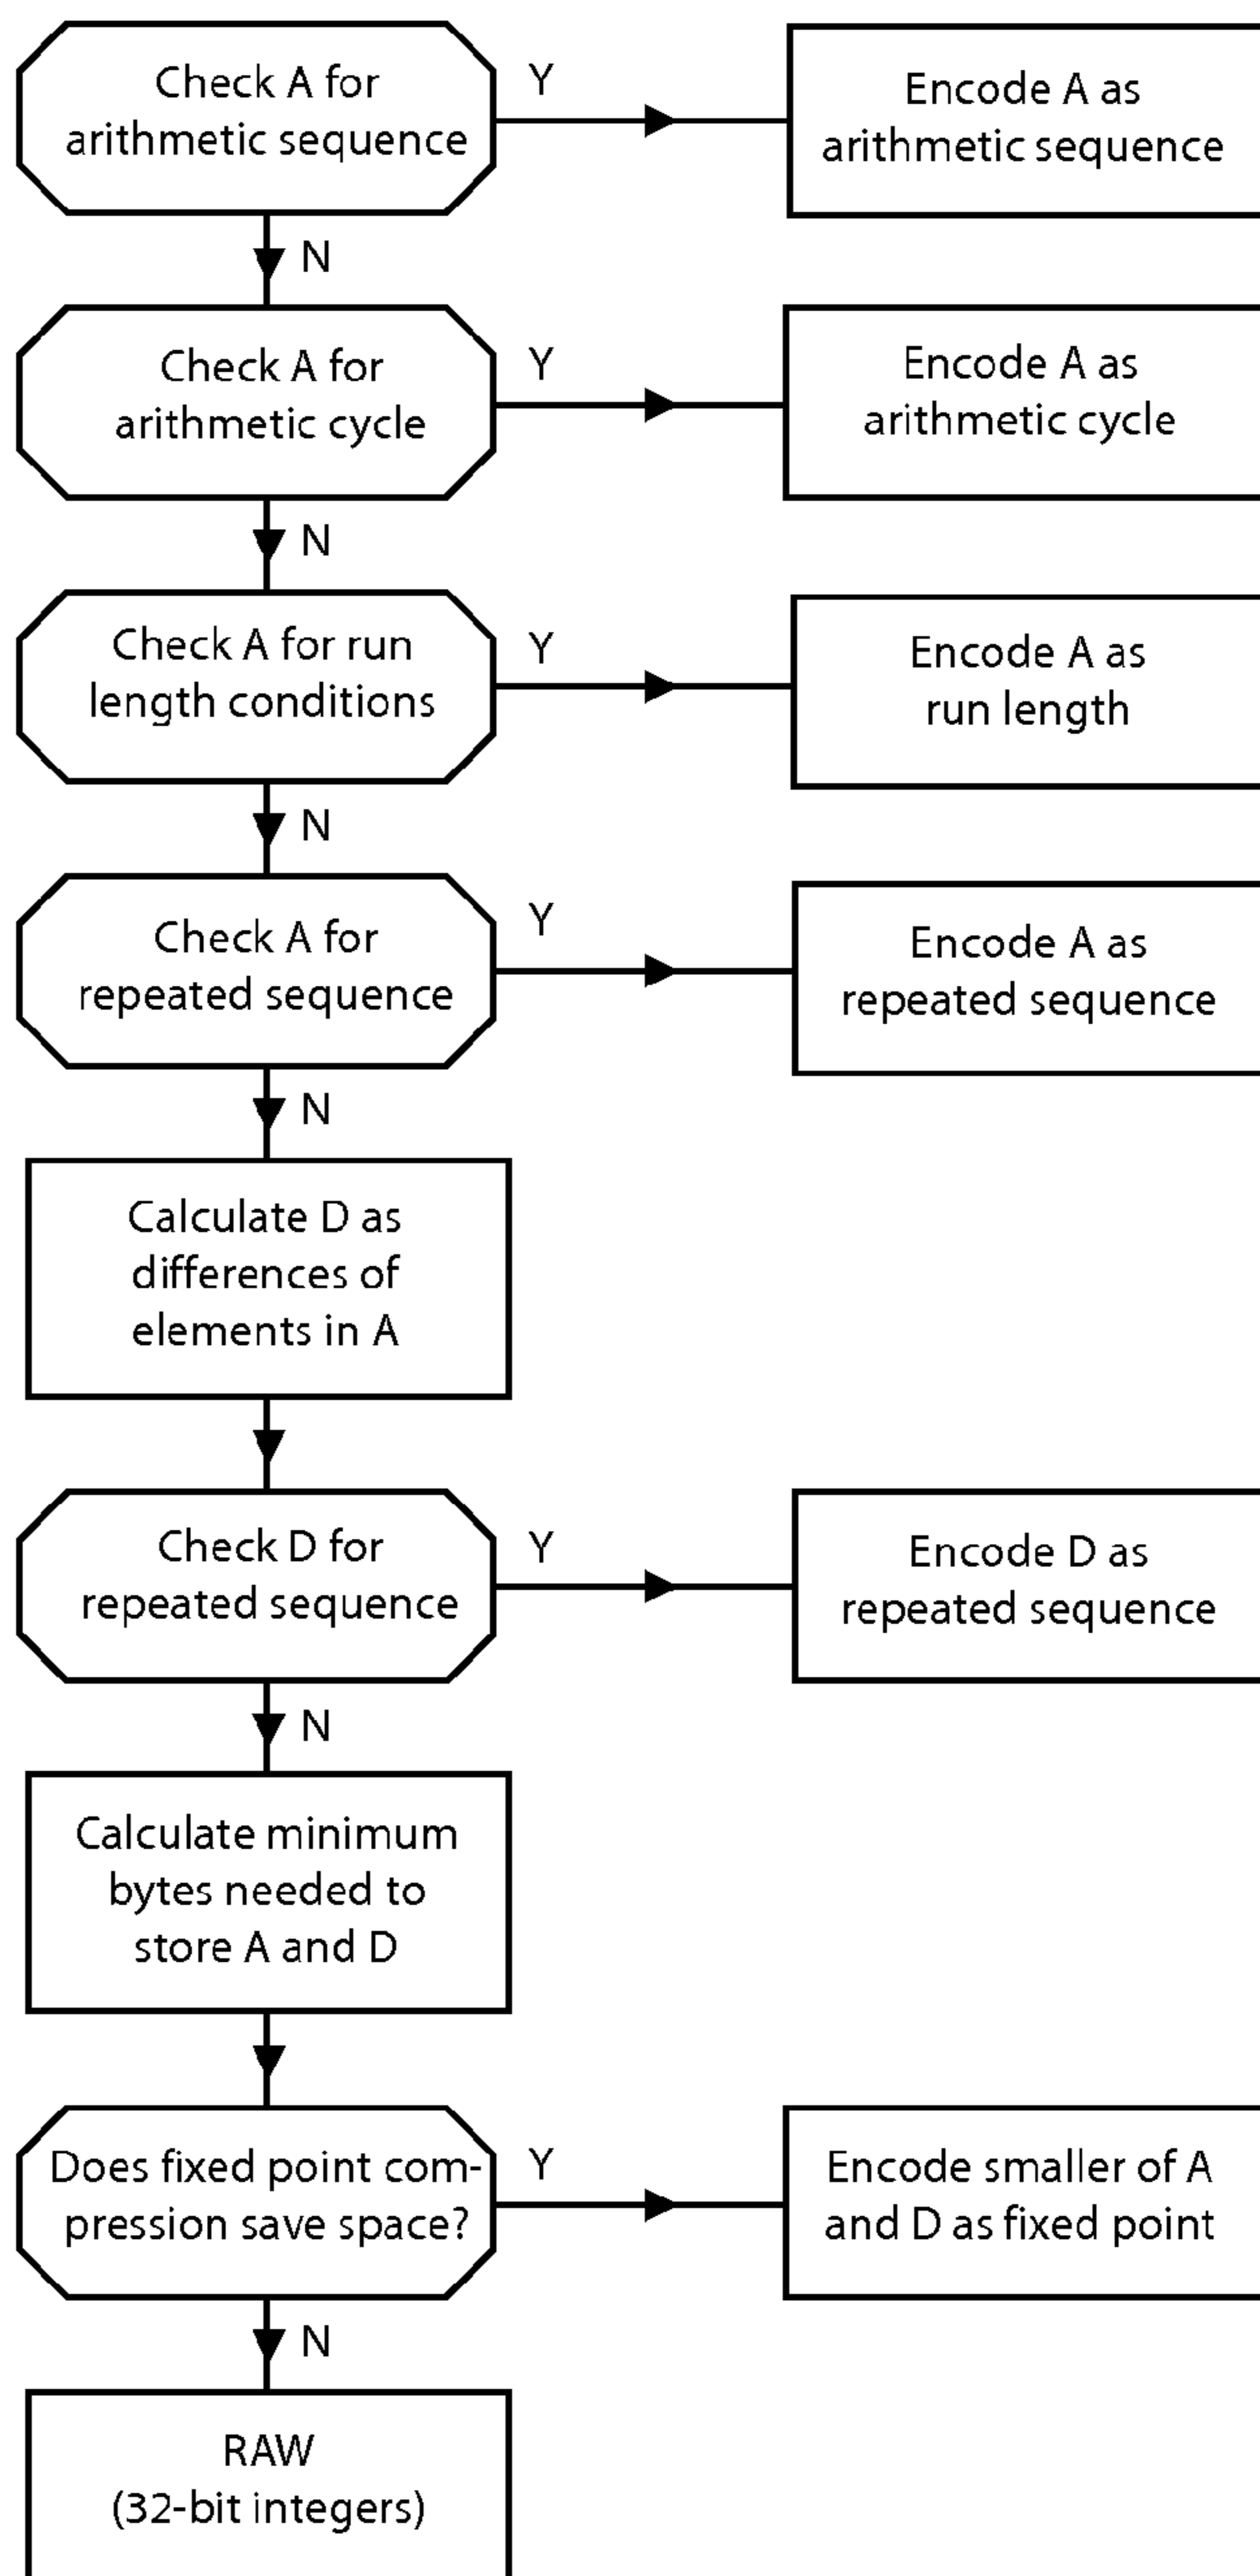 Check A for
arithmetic sequence
Y
Encode A as
arithmetic sequence
N
Check A for
arithmetic cycle
Y
Encode A as
arithmetic cycle
N
Check A for run
length conditions
Y
Encode A as
run length
N
Check A for
repeated sequence
Y
Encode A as
repeated sequence
N
Calculate D as
differences of
elements in A
Check D for
repeated sequence
Y
Encode D as
repeated sequence
N
Calculate minimum
bytes needed to
store A and D
Does fixed point com-
pression save space?
Y
Encode smaller of A
and D as fixed point
N
RAW
(32-bit integers)